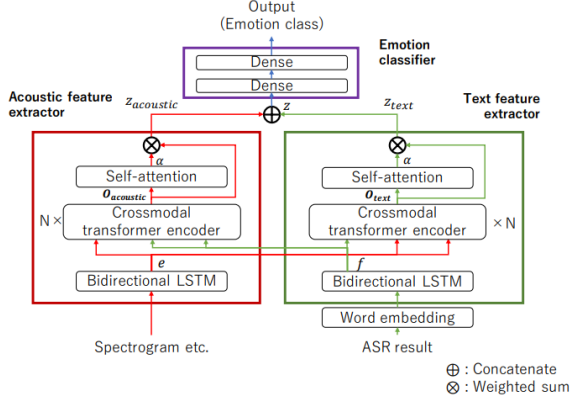 Output
(Emotion class)
Emotion
classifier
Dense
Dense
Acoustic feature
extractor
z_acoustic
z
z_text
Text feature
extractor
α
α
Self-attention
Self-attention
o_acoustic
o_text
N×
Crossmodal
transformer encoder
Crossmodal
transformer encoder
×N
e
f
Bidirectional LSTM
Bidirectional LSTM
Word embedding
Spectrogram etc.
ASR result
⊕ : Concatenate
⊗ : Weighted sum